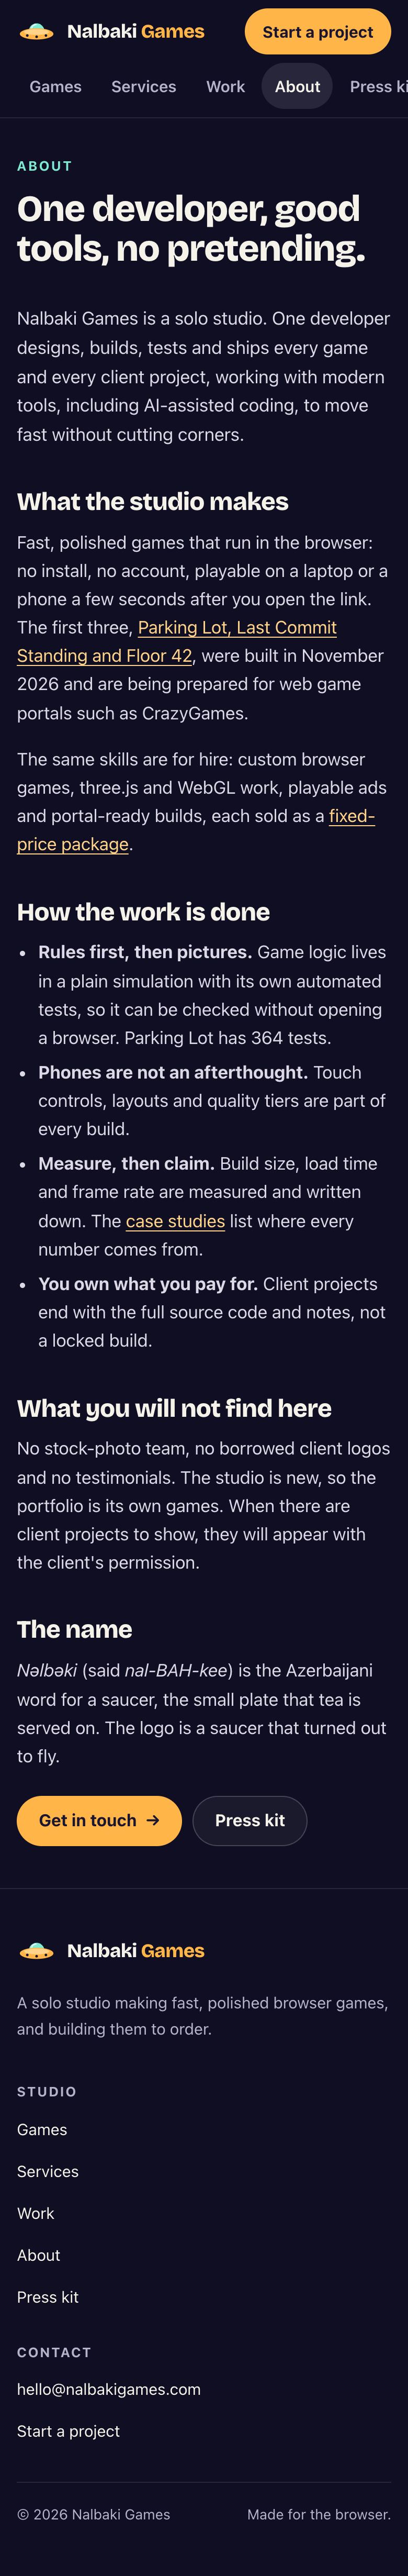 Nalbaki Games
Start a project
Games Services Work About Press ki
ABOUT
One developer, good
tools, no pretending.
Nalbaki Games is a solo studio. One developer
designs, builds, tests and ships every game
and every client project, working with modern
tools, including AI-assisted coding, to move
fast without cutting corners.
What the studio makes
Fast, polished games that run in the browser:
no install, no account, playable on a laptop or a
phone a few seconds after you open the link.
The first three, Parking Lot, Last Commit
Standing and Floor 42, were built in November
2026 and are being prepared for web game
portals such as CrazyGames.
The same skills are for hire: custom browser
games, three.js and WebGL work, playable ads
and portal-ready builds, each sold as a fixed-
price package.
How the work is done
• Rules first, then pictures. Game logic lives
in a plain simulation with its own automated
tests, so it can be checked without opening
a browser. Parking Lot has 364 tests.
• Phones are not an afterthought. Touch
controls, layouts and quality tiers are part of
every build.
• Measure, then claim. Build size, load time
and frame rate are measured and written
down. The case studies list where every
number comes from.
• You own what you pay for. Client projects
end with the full source code and notes, not
a locked build.
What you will not find here
No stock-photo team, no borrowed client logos
and no testimonials. The studio is new, so the
portfolio is its own games. When there are
client projects to show, they will appear with
the client's permission.
The name
Nəlbəki (said nal-BAH-kee) is the Azerbaijani
word for a saucer, the small plate that tea is
served on. The logo is a saucer that turned out
to fly.
Get in touch →
Press kit
Nalbaki Games
A solo studio making fast, polished browser games,
and building them to order.
STUDIO
Games
Services
Work
About
Press kit
CONTACT
hello@nalbakigames.com
Start a project
© 2026 Nalbaki Games
Made for the browser.